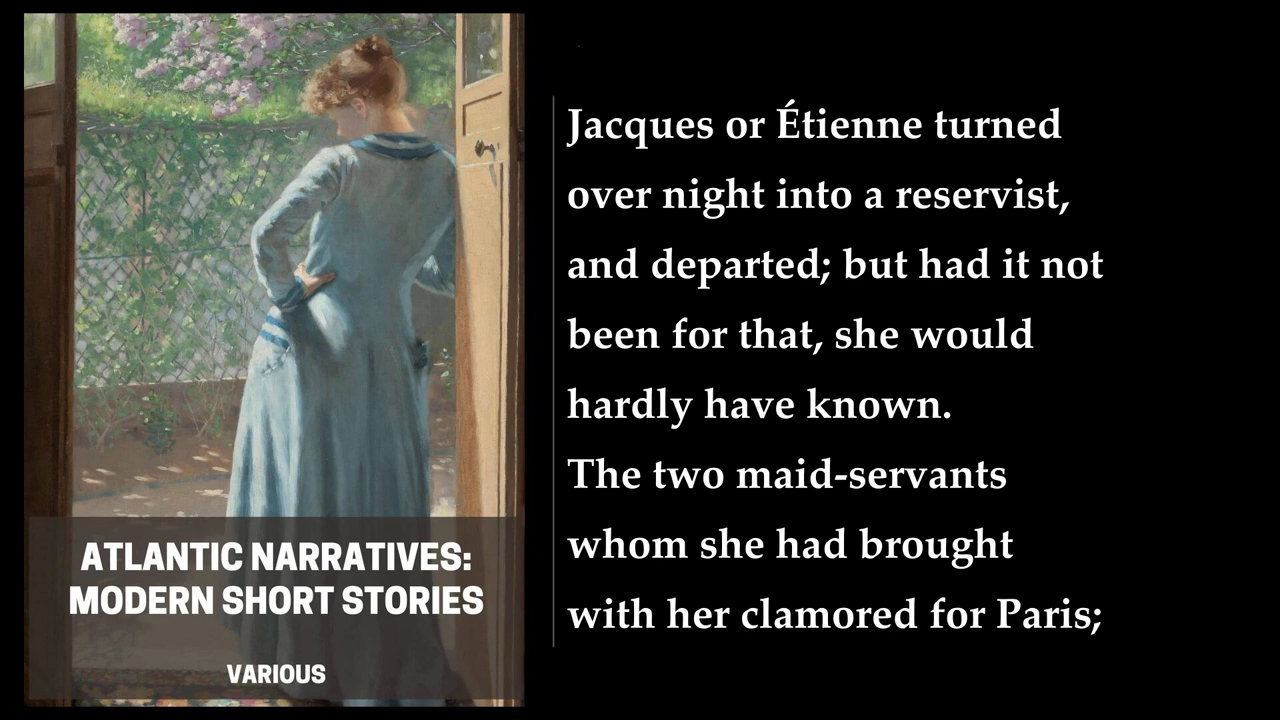 ATLANTIC NARRATIVES:
MODERN SHORT STORIES
VARIOUS
Jacques or Étienne turned
over night into a reservist,
and departed; but had it not
been for that, she would
hardly have known.
The two maid-servants
whom she had brought
with her clamored for Paris;